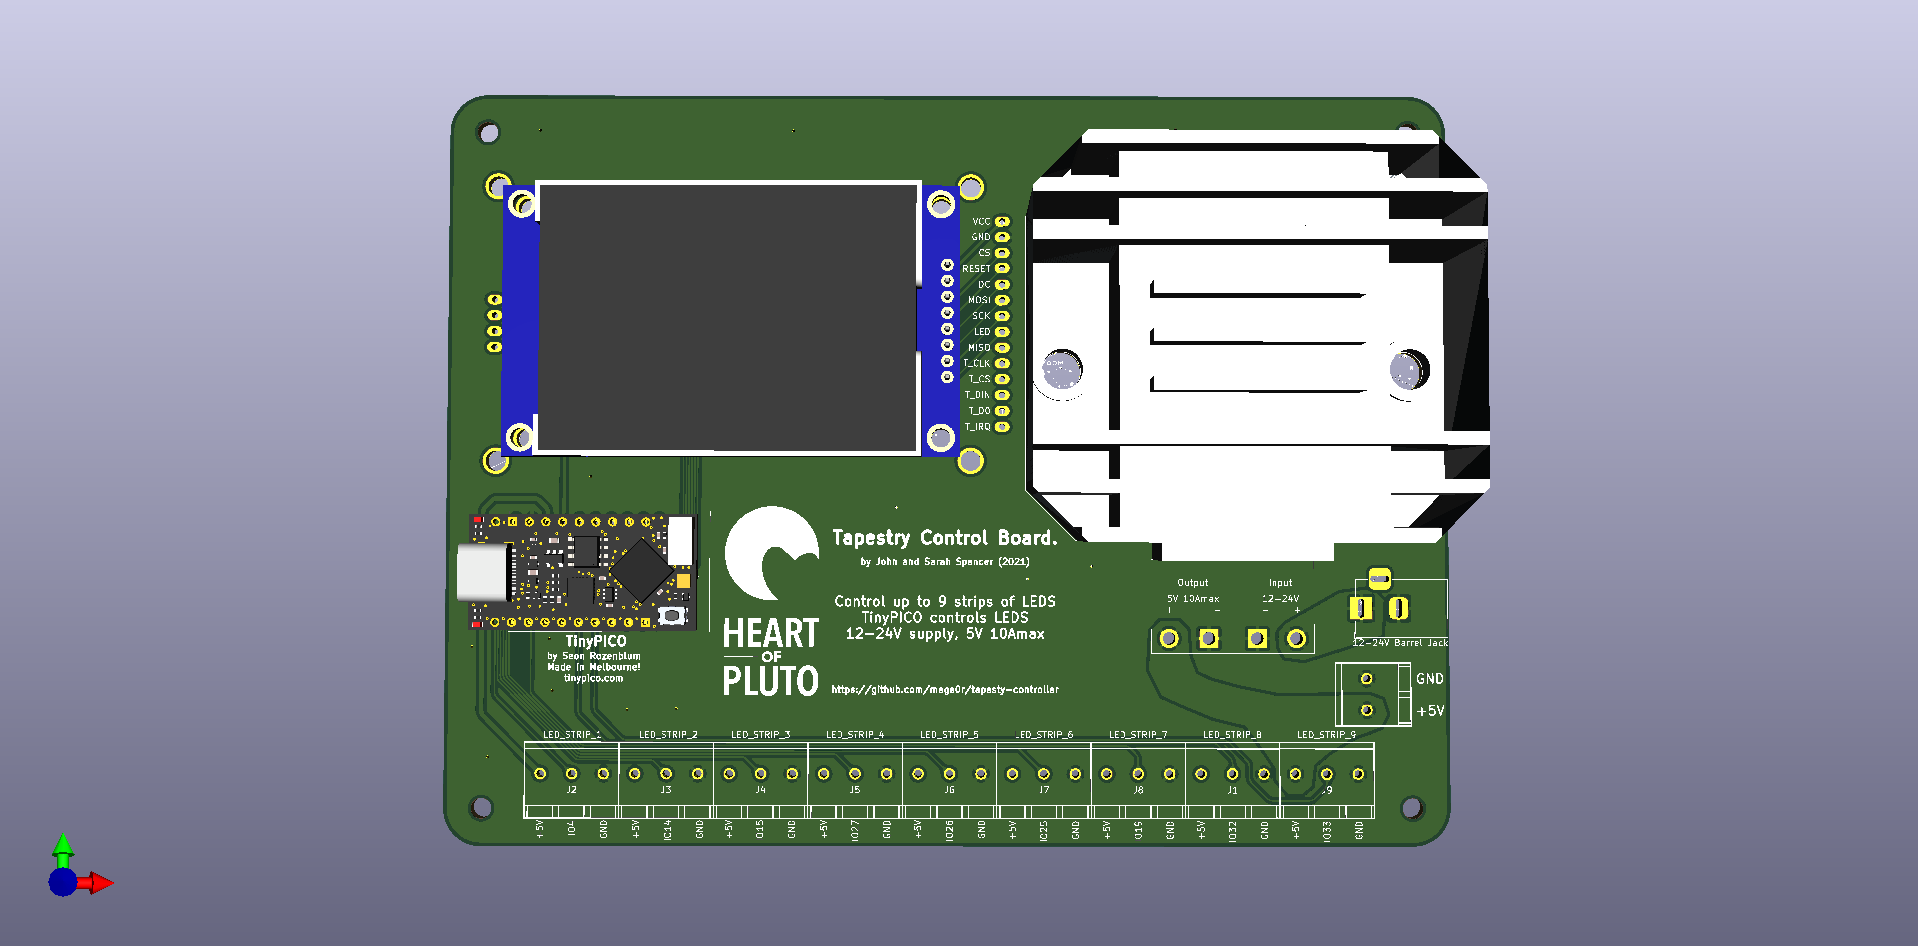 VCC
GND
CS
RESET
DC
MOSI
SCK
LED
MISO
T_CLK
T_CS
T_DIN
T_DO
T_IRQ
Tapestry Control Board.
by John and Sarah Spencer (2021)
Control up to 9 strips of LEDS
TinyPICO controls LEDS
12-24V supply, 5V 10Amax
https://github.com/mega0r/tapesty-controller
HEART
OF
PLUTO
TinyPICO
by Seon Rozenblum
Made in Melbourne!
tinypico.com
Output Input
5V 10Amax 12-24V
+ - - +
12-24V Barrel Jack
GND
+5V
LED_STRIP_1 LED_STRIP_2 LED_STRIP_3 LED_STRIP_4 LED_STRIP_5 LED_STRIP_6 LED_STRIP_7 LED_STRIP_8 LED_STRIP_9
J2 J3 J4 J5 J6 J7 J8 J1 J9
+5V IO4 GND +5V IO14 GND +5V IO15 GND +5V IO27 GND +5V IO26 GND +5V IO25 GND +5V IO19 GND +5V IO32 GND +5V IO33 GND